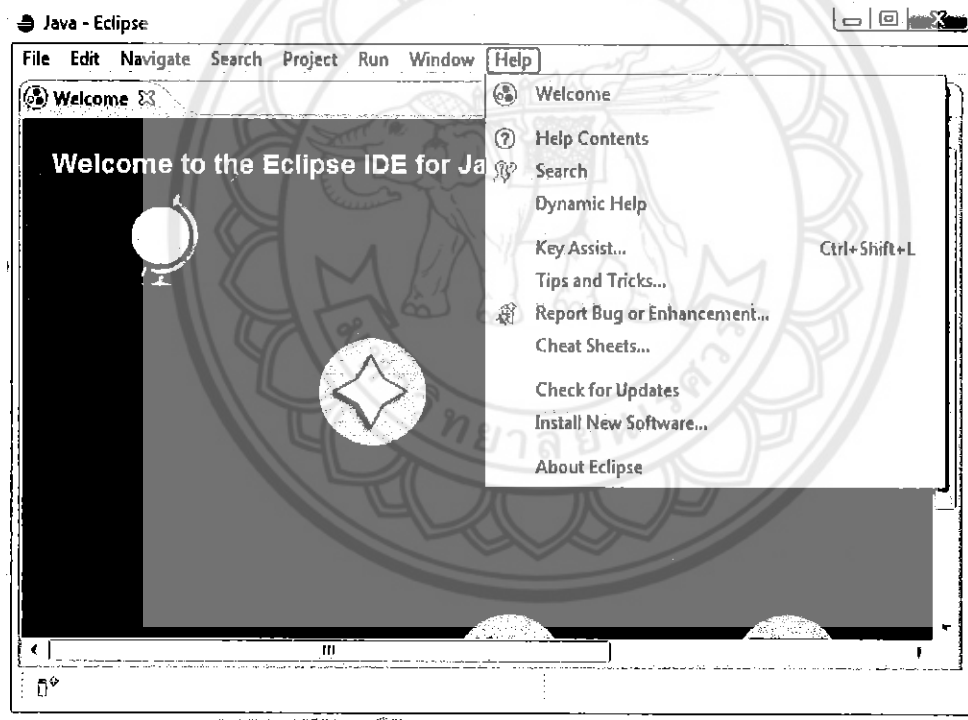 Java - Eclipse
File Edit Navigate Search Project Run Window Help
Welcome
Welcome to the Eclipse IDE for Ja
Welcome
Help Contents
Search
Dynamic Help
Key Assist... Ctrl+Shift+L
Tips and Tricks...
Report Bug or Enhancement...
Cheat Sheets...
Check for Updates
Install New Software...
About Eclipse